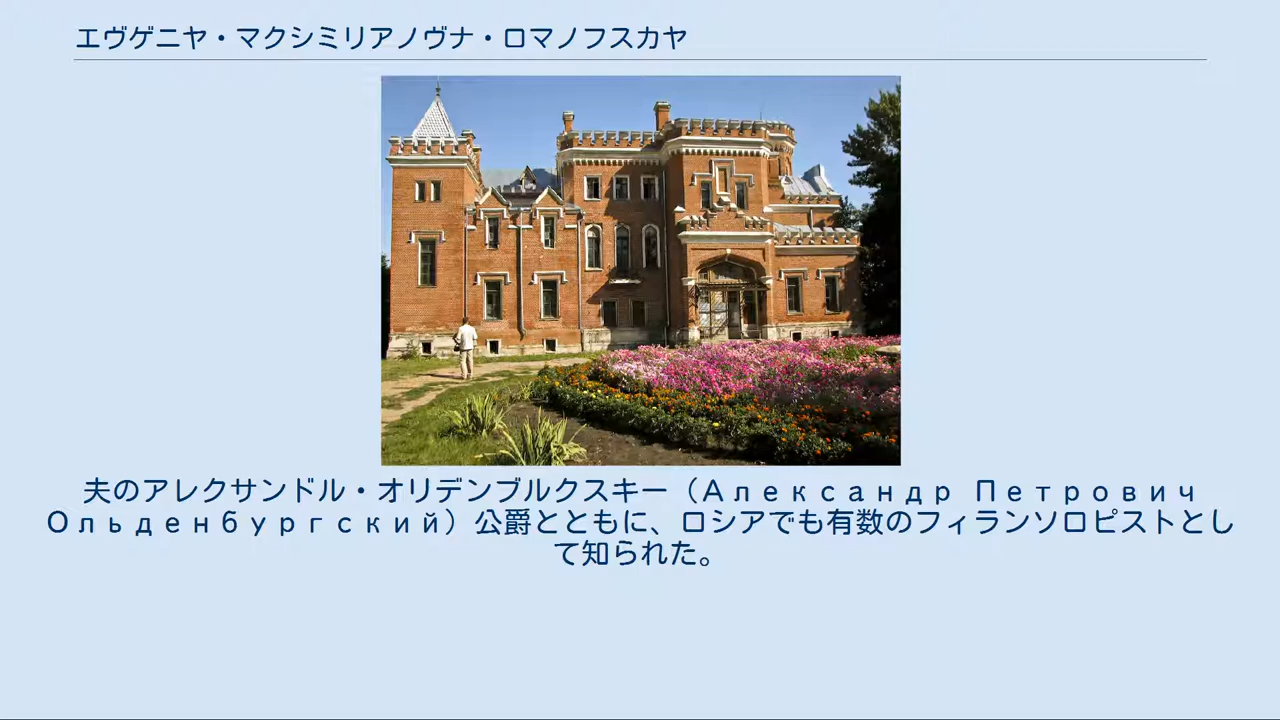 エヴゲニヤ・マクシミリアノヴナ・ロマノフスカヤ
夫のアレクサンドル・オリデンブルクスキー（Александр Петрович
Ольденбургский）公爵とともに、ロシアでも有数のフィランソロピストとし
て知られた。